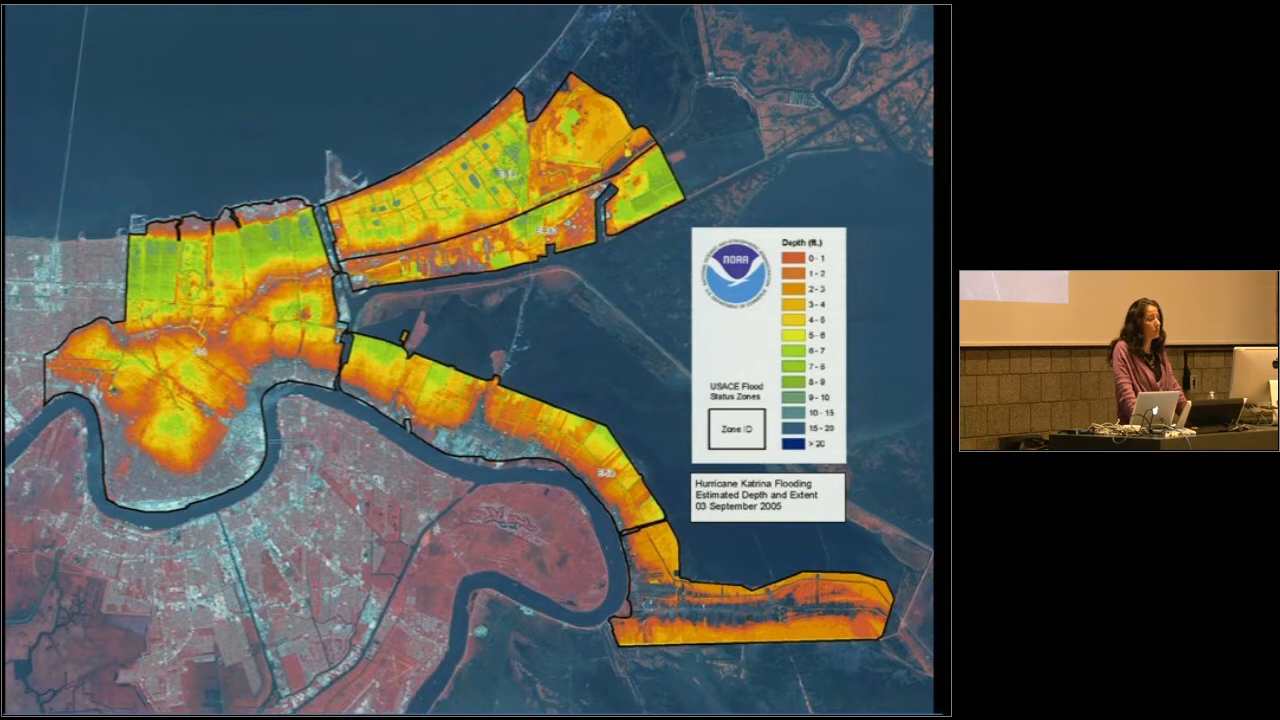 Depth (ft.)
NOAA
0 - 1
1 - 2
2 - 3
3 - 4
4 - 5
5 - 6
6 - 7
7 - 8
8 - 9
9 - 10
10 - 15
15 - 20
> 20
USACE Flood
Status Zones
Zone ID
Hurricane Katrina Flooding
Estimated Depth and Extent
03 September 2005